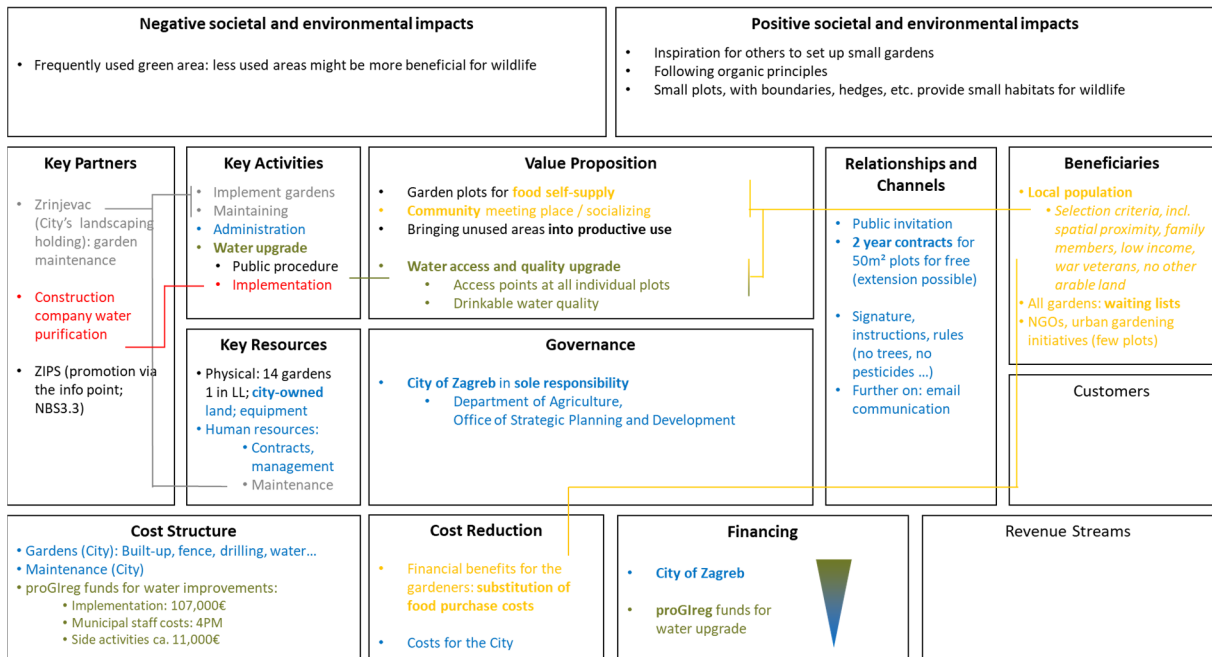 Negative societal and environmental impacts
• Frequently used green area: less used areas might be more beneficial for wildlife
Positive societal and environmental impacts
• Inspiration for others to set up small gardens
• Following organic principles
• Small plots, with boundaries, hedges, etc. provide small habitats for wildlife
Key Partners
• Zrinjevac
(City's landscaping
holding): garden
maintenance
• Construction
company water
purification
• ZIPS (promotion via
the info point;
NBS3.3)
Key Activities
• Implement gardens
• Maintaining
• Administration
• Water upgrade
• Public procedure
• Implementation
Key Resources
• Physical: 14 gardens
1 in LL; city-owned
land; equipment
• Human resources:
• Contracts,
management
• Maintenance
Value Proposition
• Garden plots for food self-supply
• Community meeting place / socializing
• Bringing unused areas into productive use
• Water access and quality upgrade
• Access points at all individual plots
• Drinkable water quality
Governance
• City of Zagreb in sole responsibility
• Department of Agriculture,
Office of Strategic Planning and Development
Relationships and
Channels
• Public invitation
• 2 year contracts for
50m² plots for free
(extension possible)
• Signature,
instructions, rules
(no trees, no
pesticides ...)
• Further on: email
communication
Beneficiaries
• Local population
• Selection criteria, incl.
spatial proximity, family
members, low income,
war veterans, no other
arable land
• All gardens: waiting lists
• NGOs, urban gardening
initiatives (few plots)
Customers
Cost Structure
• Gardens (City): Built-up, fence, drilling, water…
• Maintenance (City)
• proGIreg funds for water improvements:
• Implementation: 107,000€
• Municipal staff costs: 4PM
• Side activities ca. 11,000€
Cost Reduction
• Financial benefits for the
gardeners: substitution of
food purchase costs
• Costs for the City
Financing
• City of Zagreb
• proGIreg funds for
water upgrade
Revenue Streams